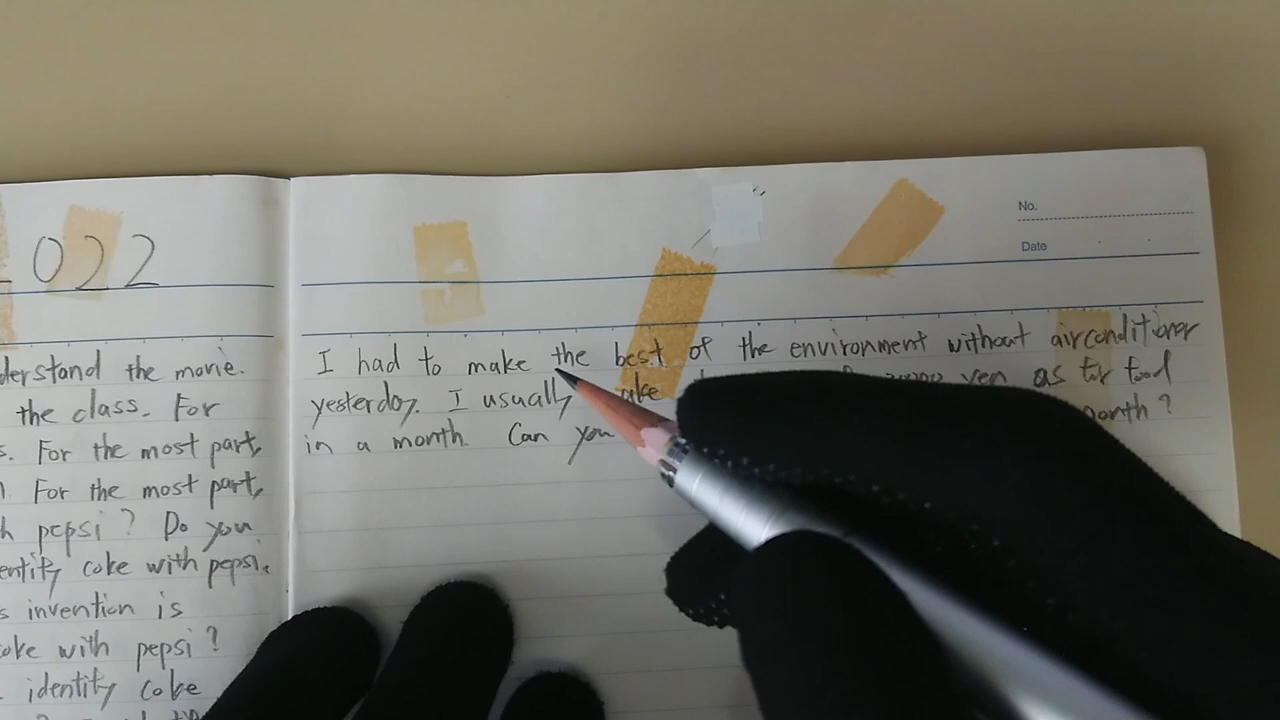 022
derstand the movie.
the class. For
s. For the most part,
For the most part,
h pepsi? Do you
entify coke with pepsi.
s invention is
coke with pepsi?
identify coke
No.
Date
I had to make the best of the environment without airconditioner
yesterday. I usually yen as for food
in a month. Can you month?